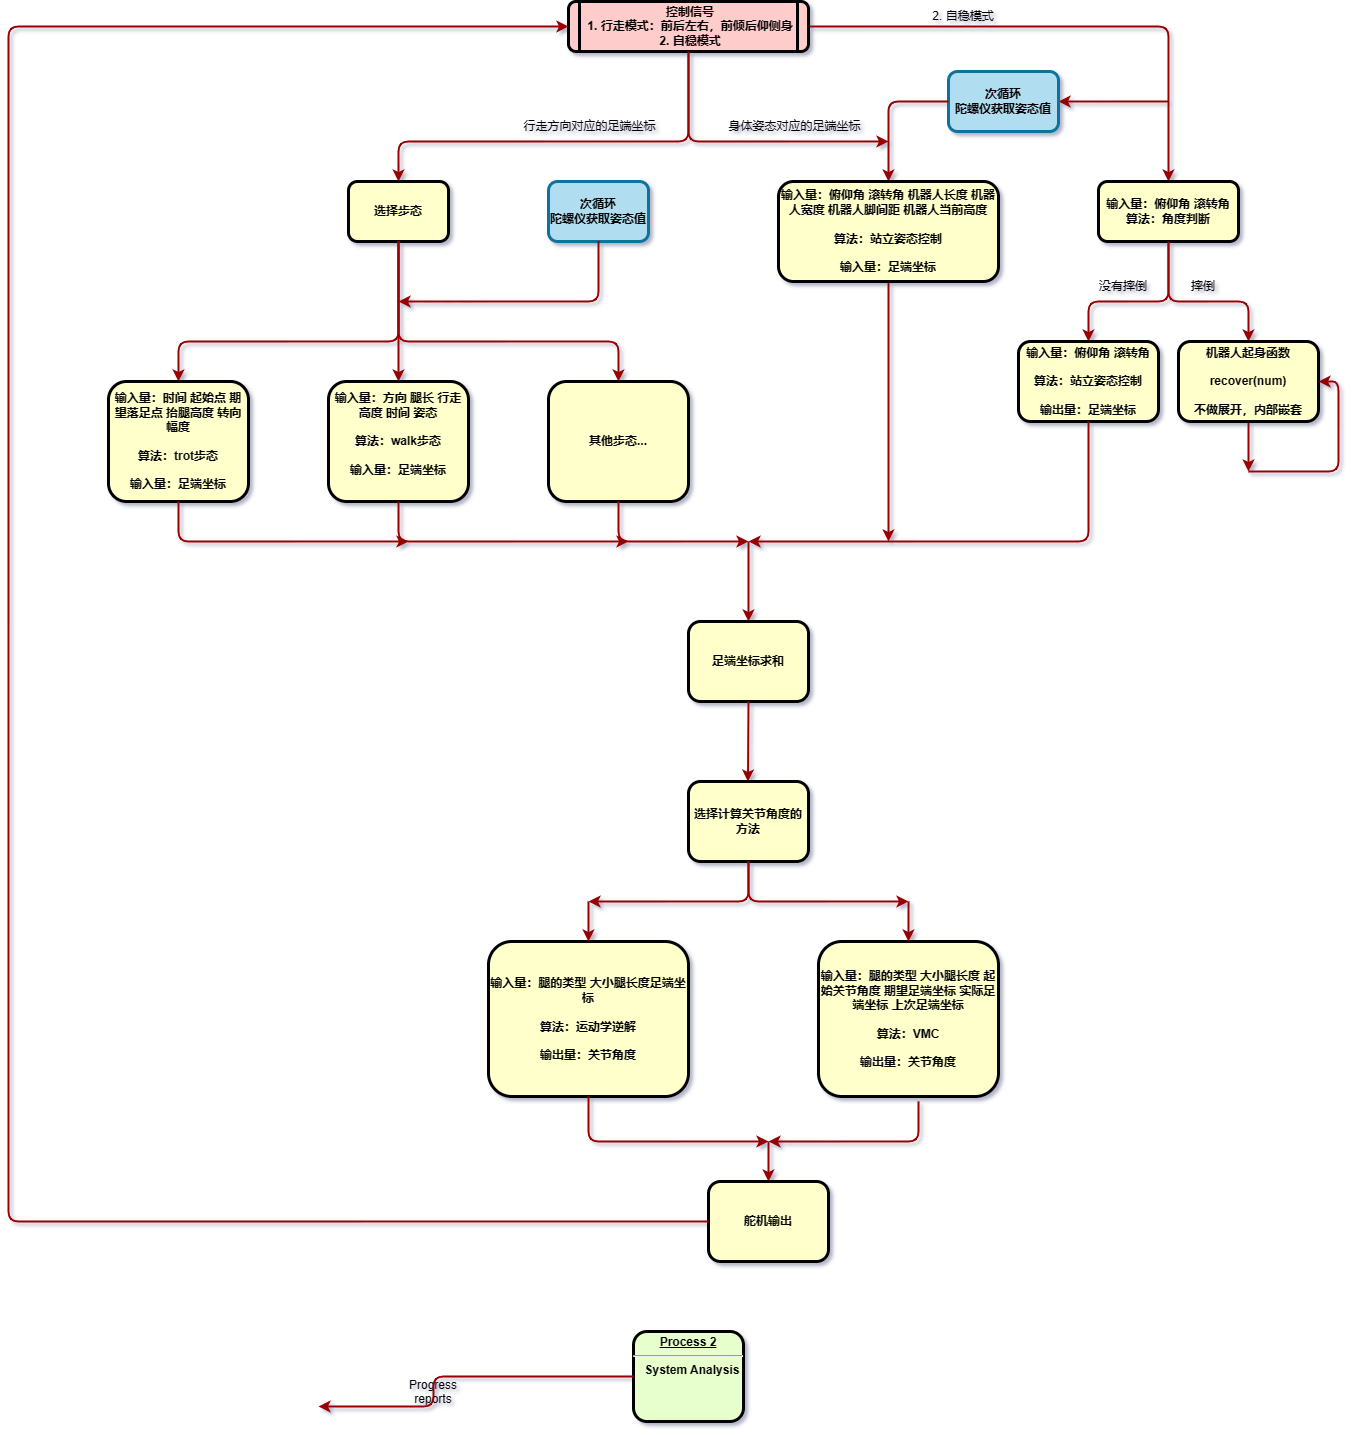 控制信号
1. 行走模式：前后左右，前倾后仰侧身
2. 自稳模式
2. 自稳模式
次循环
陀螺仪获取姿态值
行走方向对应的足端坐标
身体姿态对应的足端坐标
选择步态
次循环
陀螺仪获取姿态值
输入量：俯仰角 滚转角 机器人长度 机器
人宽度 机器人脚间距 机器人当前高度
算法：站立姿态控制
输入量：足端坐标
输入量：俯仰角 滚转角
算法：角度判断
没有摔倒
摔倒
输入量：俯仰角 滚转角
算法：站立姿态控制
输出量：足端坐标
机器人起身函数
recover(num)
不做展开，内部嵌套
输入量：时间 起始点 期
望落足点 抬腿高度 转向
幅度
算法：trot步态
输入量：足端坐标
输入量：方向 腿长 行走
高度 时间 姿态
算法：walk步态
输入量：足端坐标
其他步态...
足端坐标求和
选择计算关节角度的
方法
输入量：腿的类型 大小腿长度足端坐
标
算法：运动学逆解
输出量：关节角度
输入量：腿的类型 大小腿长度 起
始关节角度 期望足端坐标 实际足
端坐标 上次足端坐标
算法：VMC
输出量：关节角度
舵机输出
Process 2
System Analysis
Progress
reports